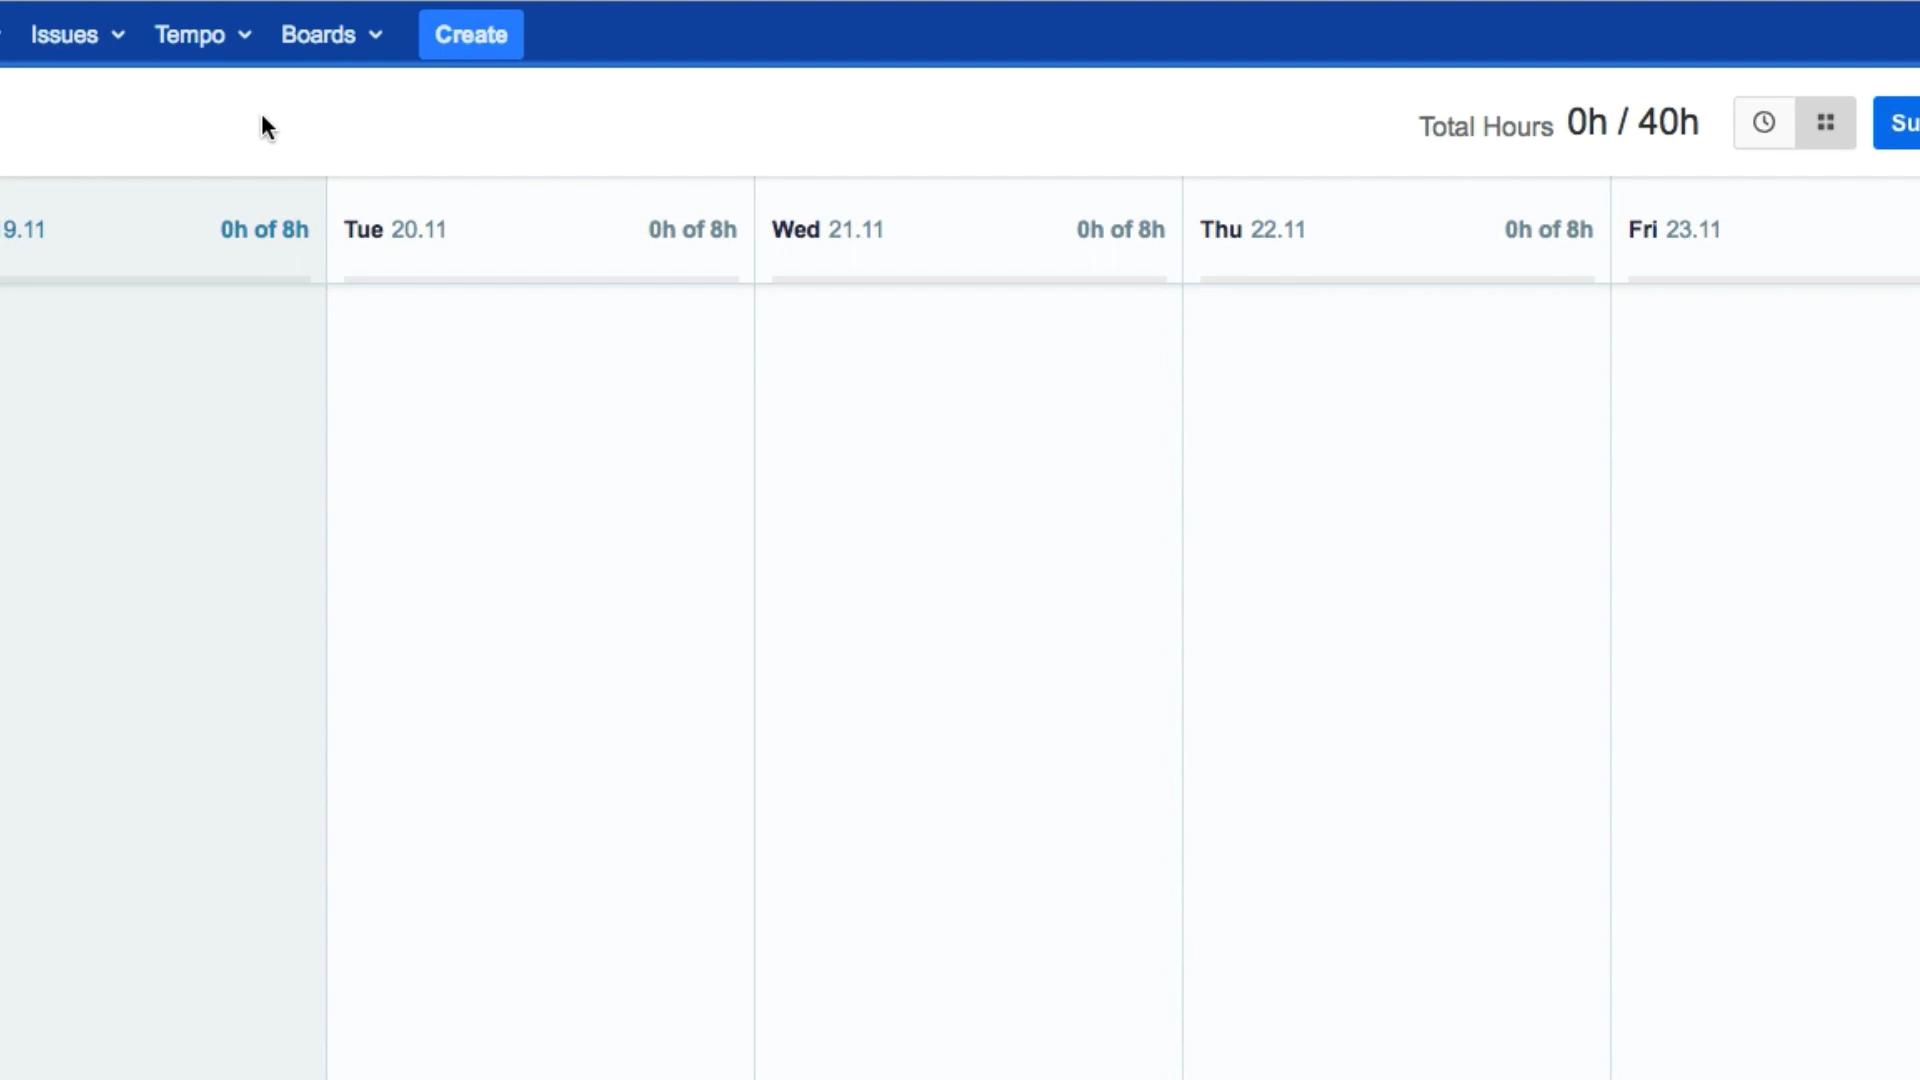 Issues Tempo Boards Create
Total Hours 0h / 40h Su
9.11 0h of 8h Tue 20.11 0h of 8h Wed 21.11 0h of 8h Thu 22.11 0h of 8h Fri 23.11